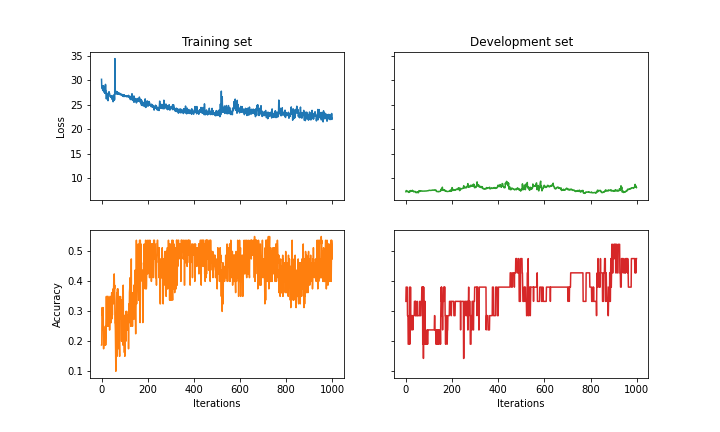 Training set
Development set
Loss
35
30
25
20
15
10
Accuracy
0.5
0.4
0.3
0.2
0.1
0 200 400 600 800 1000
0 200 400 600 800 1000
Iterations
Iterations